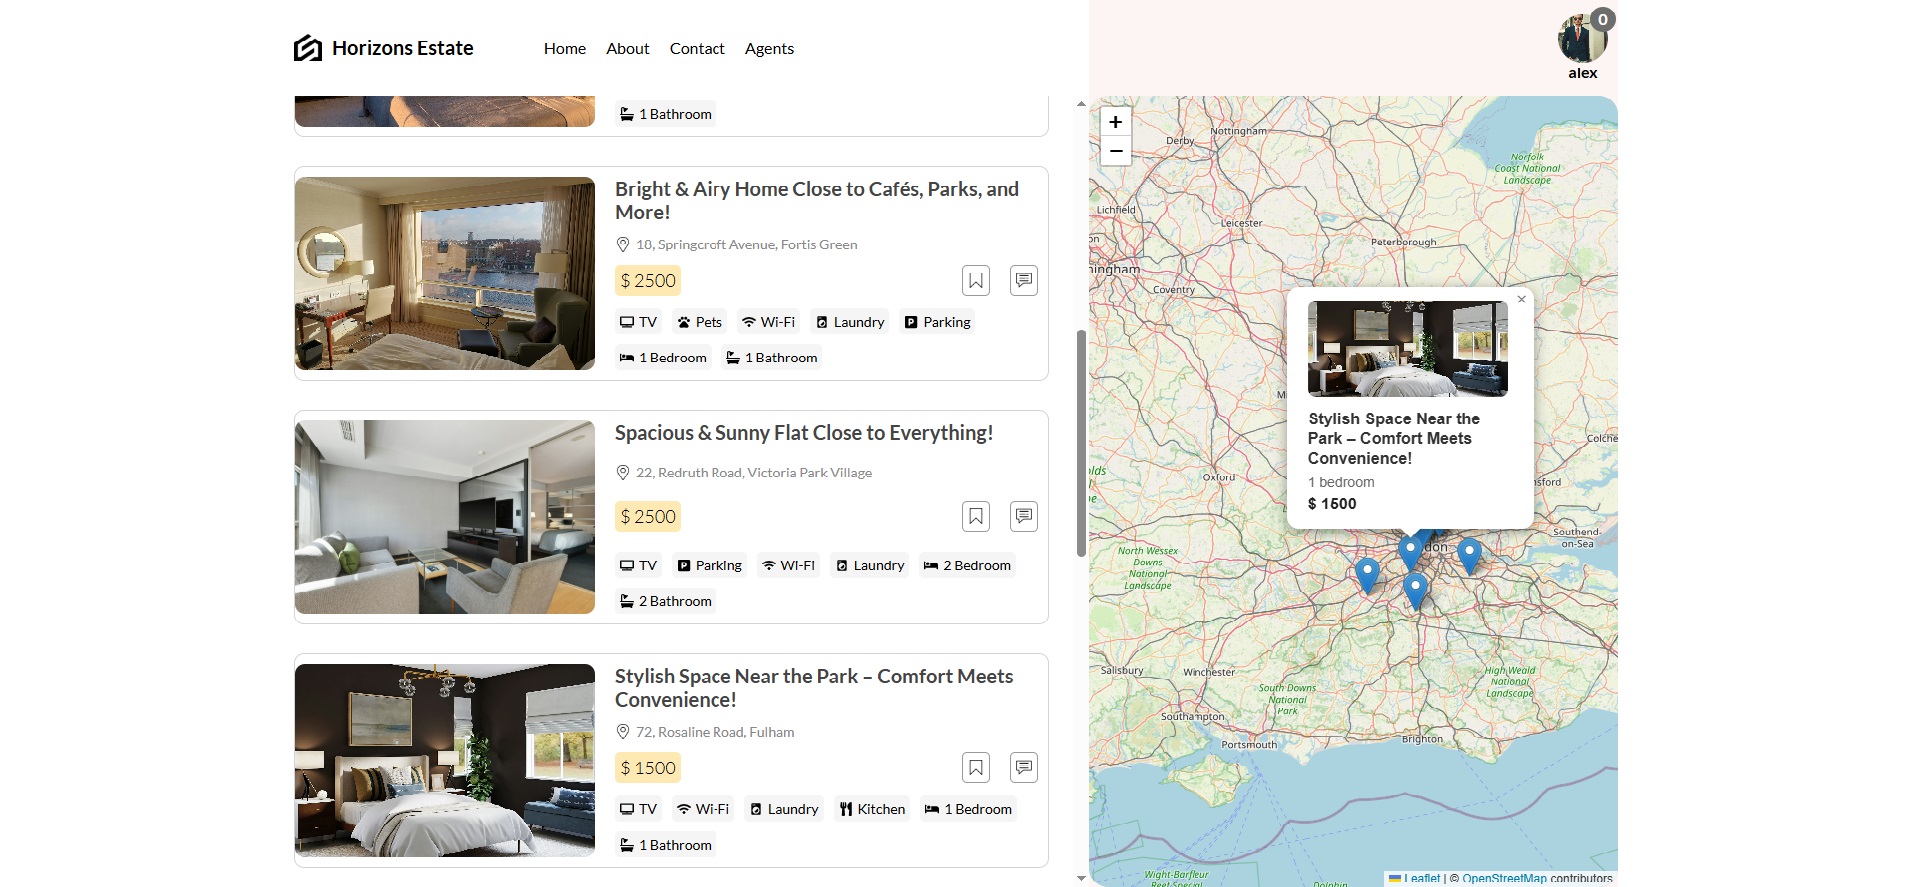 Horizons Estate
Home
About
Contact
Agents
0
alex
1 Bathroom
Bright & Airy Home Close to Cafés, Parks, and
More!
18, Springcroft Avenue, Fortis Green
$ 2500
TV
Pets
Wi-Fi
Laundry
Parking
1 Bedroom
1 Bathroom
Spacious & Sunny Flat Close to Everything!
22, Redruth Road, Victoria Park Village
$ 2500
TV
Parking
Wi-Fi
Laundry
2 Bedroom
2 Bathroom
Stylish Space Near the Park – Comfort Meets
Convenience!
72, Rosaline Road, Fulham
$ 1500
TV
Wi-Fi
Laundry
Kitchen
1 Bedroom
1 Bathroom
+
−
Nottingham
Derby
Norfolk
Coast National
Landscape
Lichfield
Leicester
Peterborough
ingham
Coventry
×
Stylish Space Near the
Park – Comfort Meets
Convenience!
1 bedroom
$ 1500
Colche
Oxford
North Wessex
Downs
National
Landscape
don
Southend-
on-Sea
Salisbury
Winchester
South Downs
National
Park
High Weald
National
Landscape
Southampton
Portsmouth
Brighton
Wight-Barfleur
Reef-Special
Leaflet | © OpenStreetMap contributors